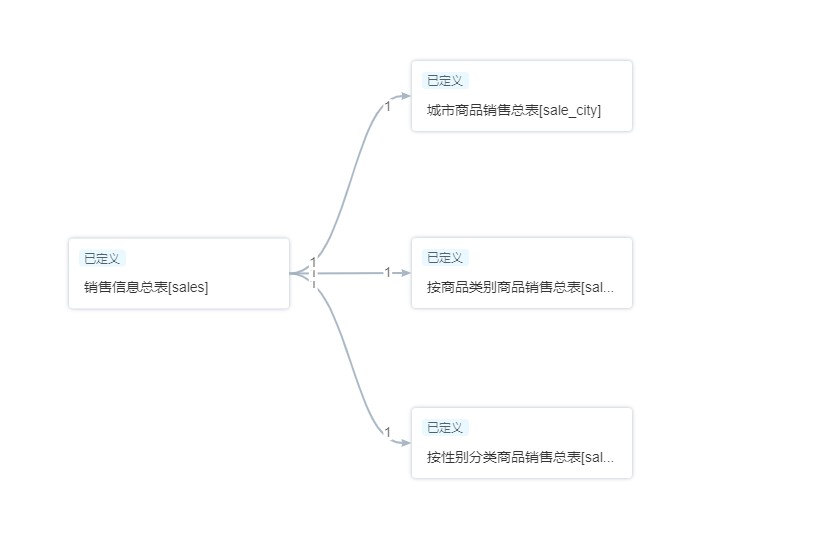 已定义
城市商品销售总表[sale_city]
1
已定义
销售信息总表[sales]
1
1
已定义
按商品类别商品销售总表[sal...
1
已定义
按性别分类商品销售总表[sal...